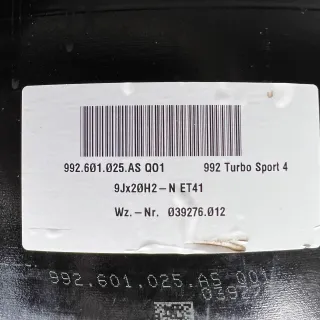 992.601.025.AS Q01 992 Turbo Sport 4
9Jx20H2-N ET41
Wz.-Nr. 039276.012
992.601.025.AS Q01